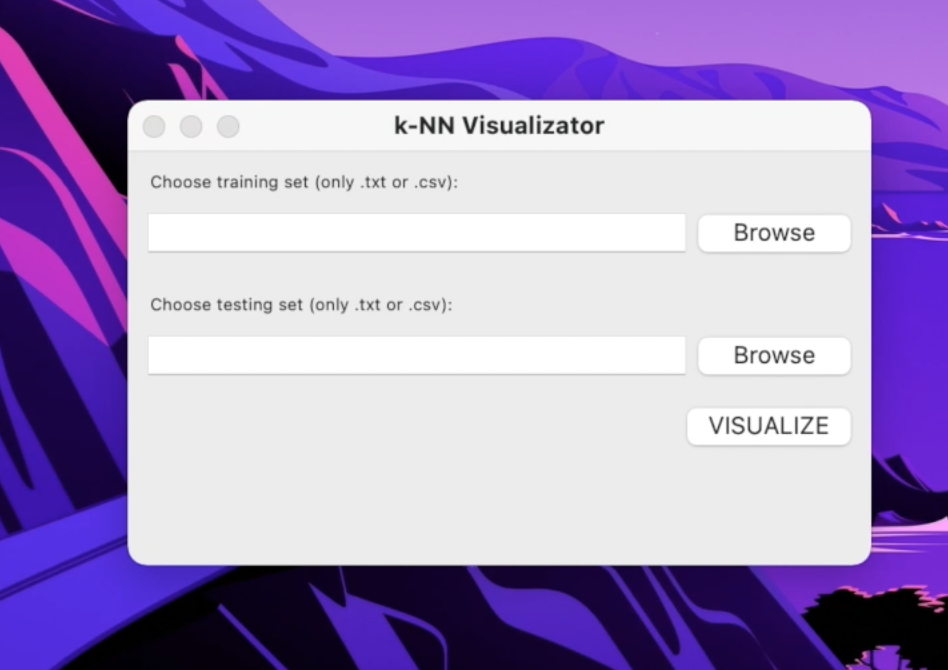 k-NN Visualizator
Choose training set (only .txt or .csv):
Browse
Choose testing set (only .txt or .csv):
Browse
VISUALIZE